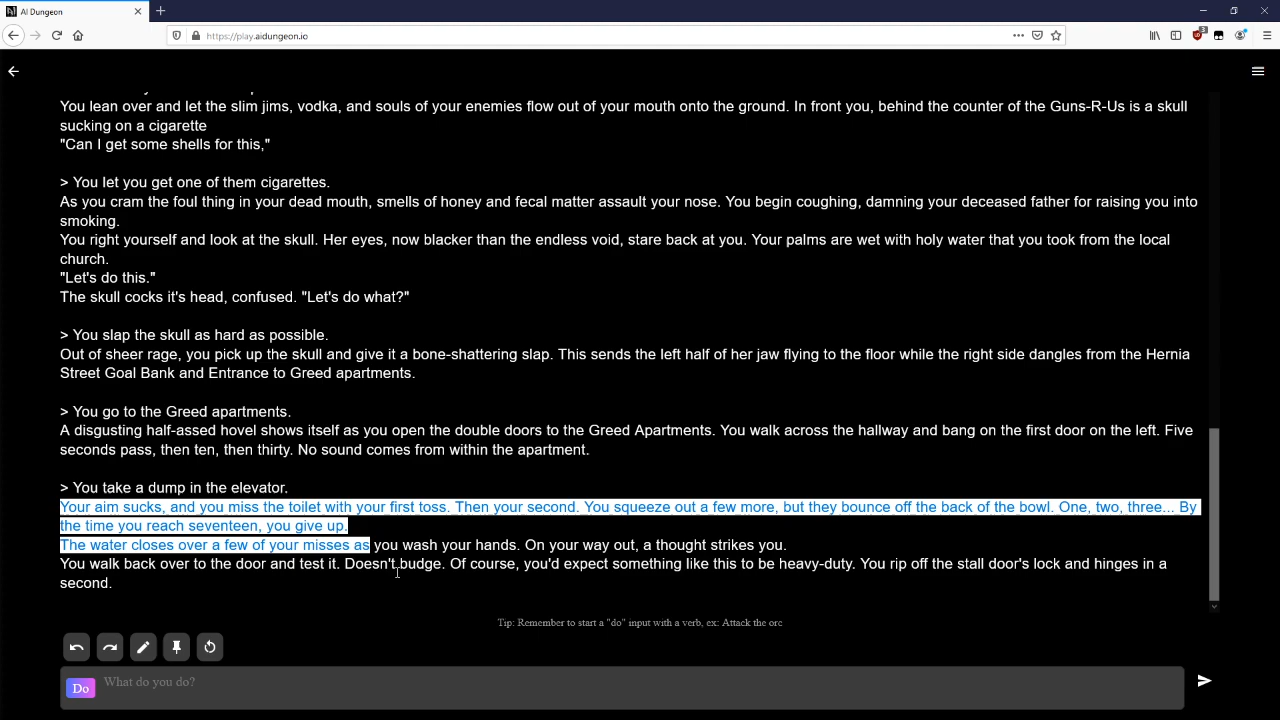 AI Dungeon
https://play.aidungeon.io
You lean over and let the slim jims, vodka, and souls of your enemies flow out of your mouth onto the ground. In front you, behind the counter of the Guns-R-Us is a skull
sucking on a cigarette
"Can I get some shells for this,"
> You let you get one of them cigarettes.
As you cram the foul thing in your dead mouth, smells of honey and fecal matter assault your nose. You begin coughing, damning your deceased father for raising you into
smoking.
You right yourself and look at the skull. Her eyes, now blacker than the endless void, stare back at you. Your palms are wet with holy water that you took from the local
church.
"Let's do this."
The skull cocks it's head, confused. "Let's do what?"
> You slap the skull as hard as possible.
Out of sheer rage, you pick up the skull and give it a bone-shattering slap. This sends the left half of her jaw flying to the floor while the right side dangles from the Hernia
Street Goal Bank and Entrance to Greed apartments.
> You go to the Greed apartments.
A disgusting half-assed hovel shows itself as you open the double doors to the Greed Apartments. You walk across the hallway and bang on the first door on the left. Five
seconds pass, then ten, then thirty. No sound comes from within the apartment.
> You take a dump in the elevator.
Your aim sucks, and you miss the toilet with your first toss. Then your second. You squeeze out a few more, but they bounce off the back of the bowl. One, two, three... By
the time you reach seventeen, you give up.
The water closes over a few of your misses as you wash your hands. On your way out, a thought strikes you.
You walk back over to the door and test it. Doesn't budge. Of course, you'd expect something like this to be heavy-duty. You rip off the stall door's lock and hinges in a
second.
Tip: Remember to start a "do" input with a verb, ex: Attack the orc
Do What do you do?